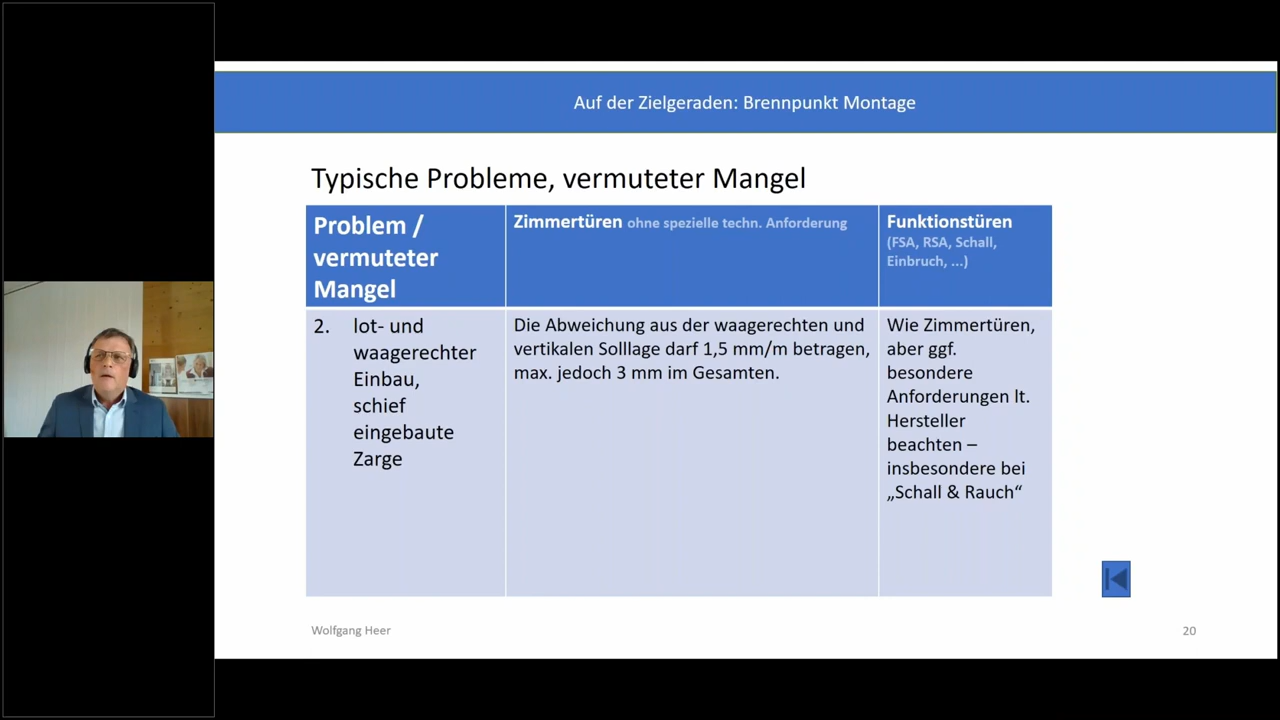 Auf der Zielgeraden: Brennpunkt Montage
Typische Probleme, vermuteter Mangel
Problem /
vermuteter
Mangel
Zimmertüren ohne spezielle techn. Anforderung
Funktionstüren
(FSA, RSA, Schall,
Einbruch, ...)
2. lot- und
waagerechter
Einbau,
schief
eingebaute
Zarge
Die Abweichung aus der waagerechten und
vertikalen Solllage darf 1,5 mm/m betragen,
max. jedoch 3 mm im Gesamten.
Wie Zimmertüren,
aber ggf.
besondere
Anforderungen lt.
Hersteller
beachten –
insbesondere bei
„Schall & Rauch“
Wolfgang Heer
20